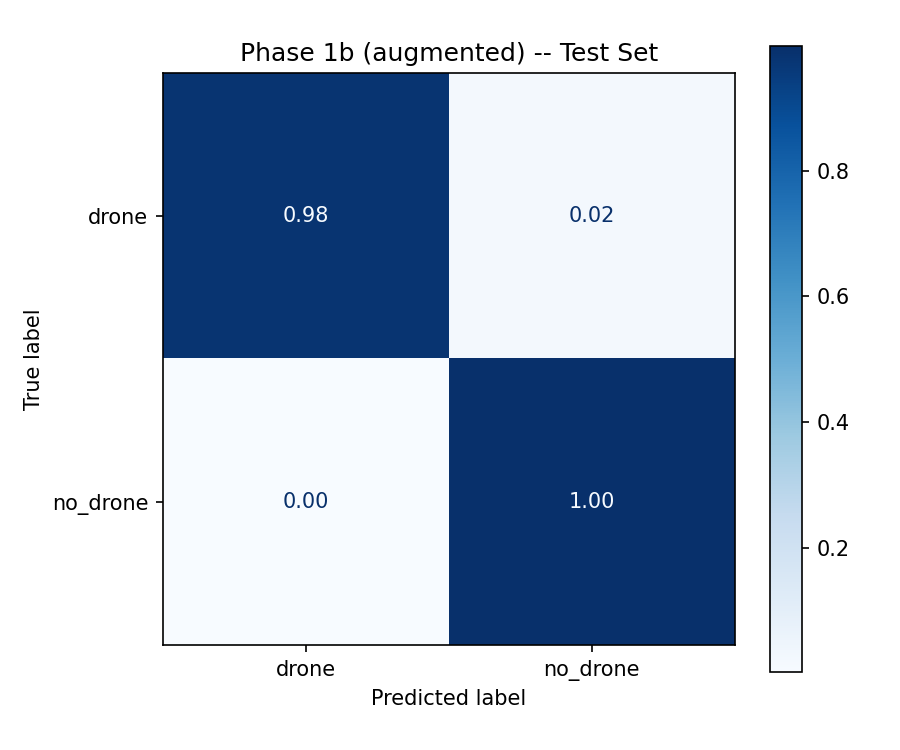 Phase 1b (augmented) -- Test Set
True label
drone
no_drone
0.98
0.02
0.00
1.00
drone
no_drone
Predicted label
0.8
0.6
0.4
0.2